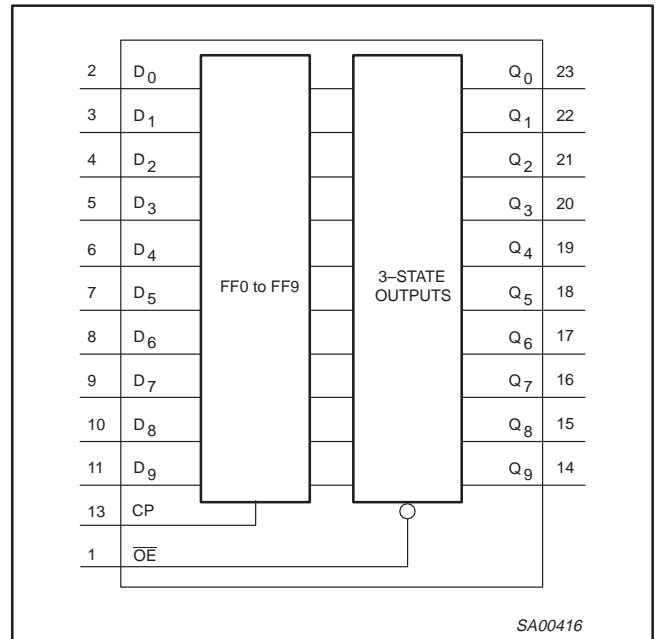 2 D0 Q0 23
3 D1 Q1 22
4 D2 Q2 21
5 D3 Q3 20
6 D4 Q4 19
7 D5 FF0 to FF9 3–STATE OUTPUTS Q5 18
8 D6 Q6 17
9 D7 Q7 16
10 D8 Q8 15
11 D9 Q9 14
13 CP
1 O̅E̅
SA00416